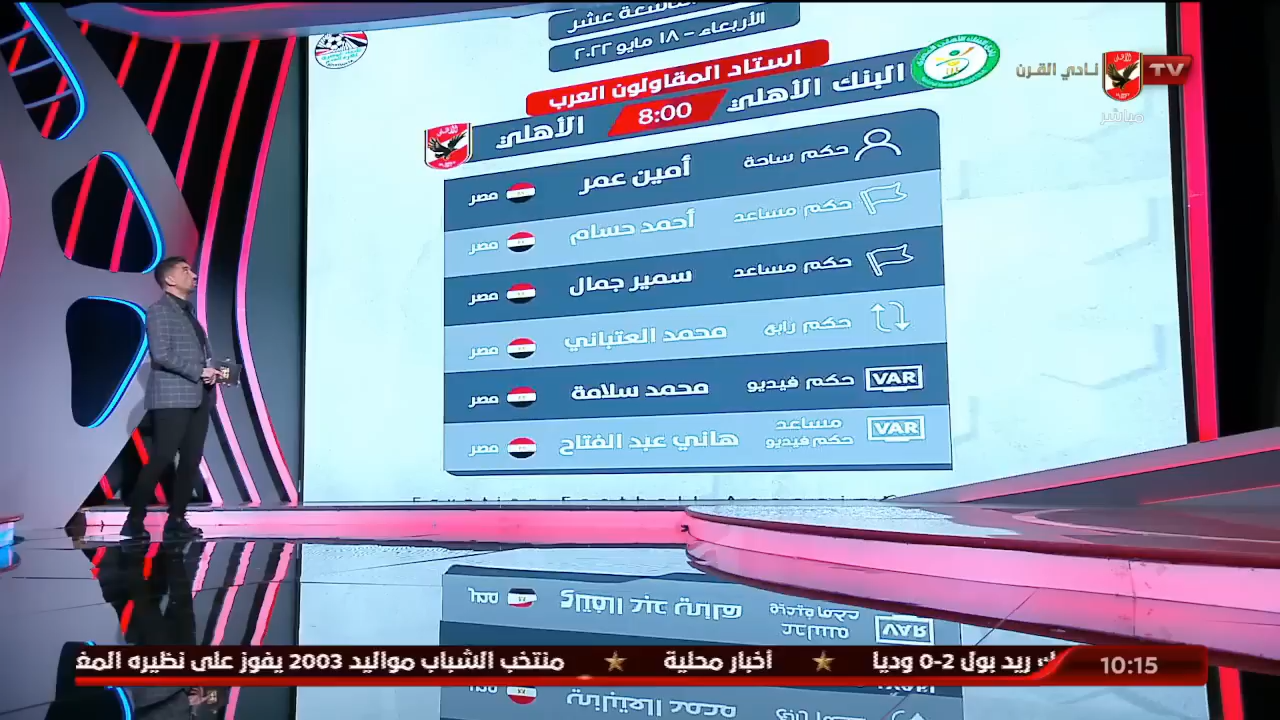 التاسعة عشر
الأربعاء - ١٨ مايو ٢٠٢٢
استاد المقاولون العرب
البنك الأهلي 8:00 الأهلي
حكم ساحة أمين عمر مصر
حكم مساعد أحمد حسام مصر
حكم مساعد سمير جمال مصر
حكم رابع محمد العتباني مصر
VAR حكم فيديو محمد سلامة مصر
VAR مساعد حكم فيديو هاني عبد الفتاح مصر
نادي القرن TV
مباشر
ريد بول 2-0 وديا ★ أخبار محلية ★ منتخب الشباب مواليد 2003 يفوز على نظيره
10:15